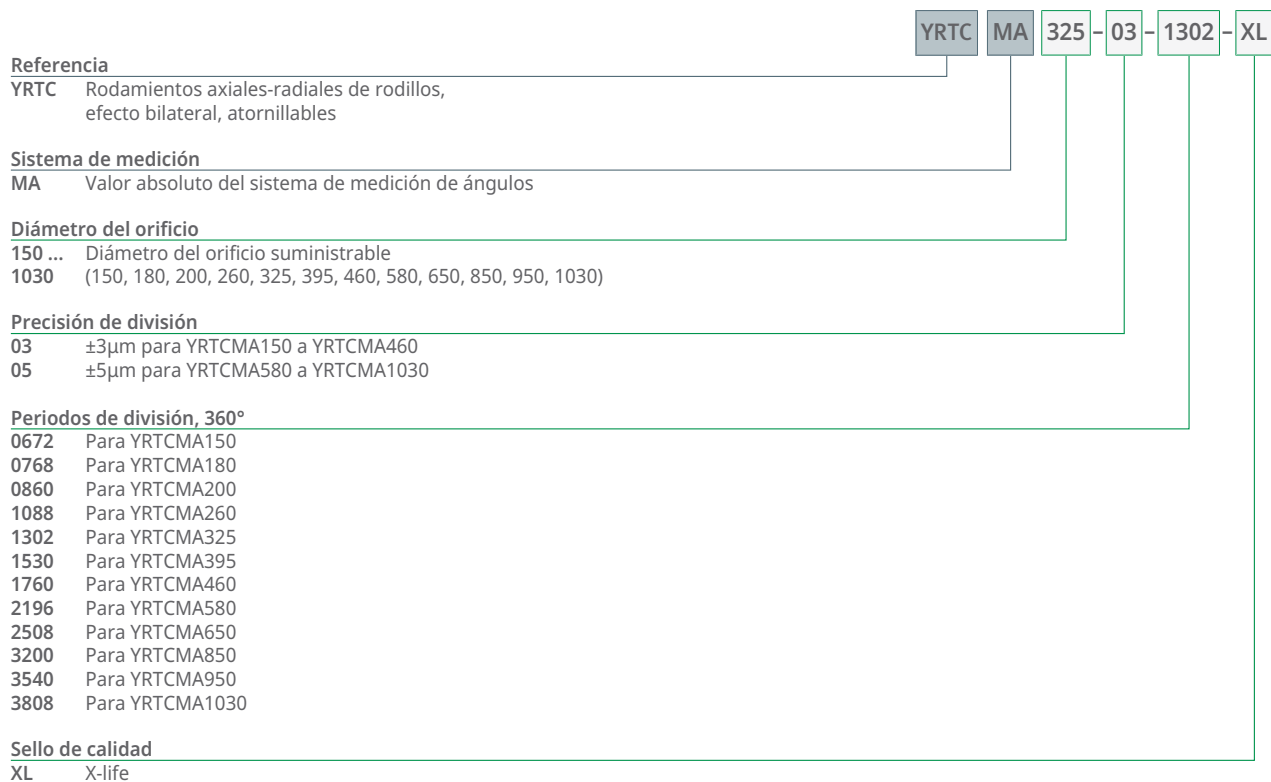 YRTC MA 325 – 03 – 1302 – XL
Referencia
YRTC Rodamientos axiales-radiales de rodillos,
efecto bilateral, atornillables
Sistema de medición
MA Valor absoluto del sistema de medición de ángulos
Diámetro del orificio
150 ... Diámetro del orificio suministrable
1030 (150, 180, 200, 260, 325, 395, 460, 580, 650, 850, 950, 1030)
Precisión de división
03 ±3µm para YRTCMA150 a YRTCMA460
05 ±5µm para YRTCMA580 a YRTCMA1030
Periodos de división, 360°
0672 Para YRTCMA150
0768 Para YRTCMA180
0860 Para YRTCMA200
1088 Para YRTCMA260
1302 Para YRTCMA325
1530 Para YRTCMA395
1760 Para YRTCMA460
2196 Para YRTCMA580
2508 Para YRTCMA650
3200 Para YRTCMA850
3540 Para YRTCMA950
3808 Para YRTCMA1030
Sello de calidad
XL X-life